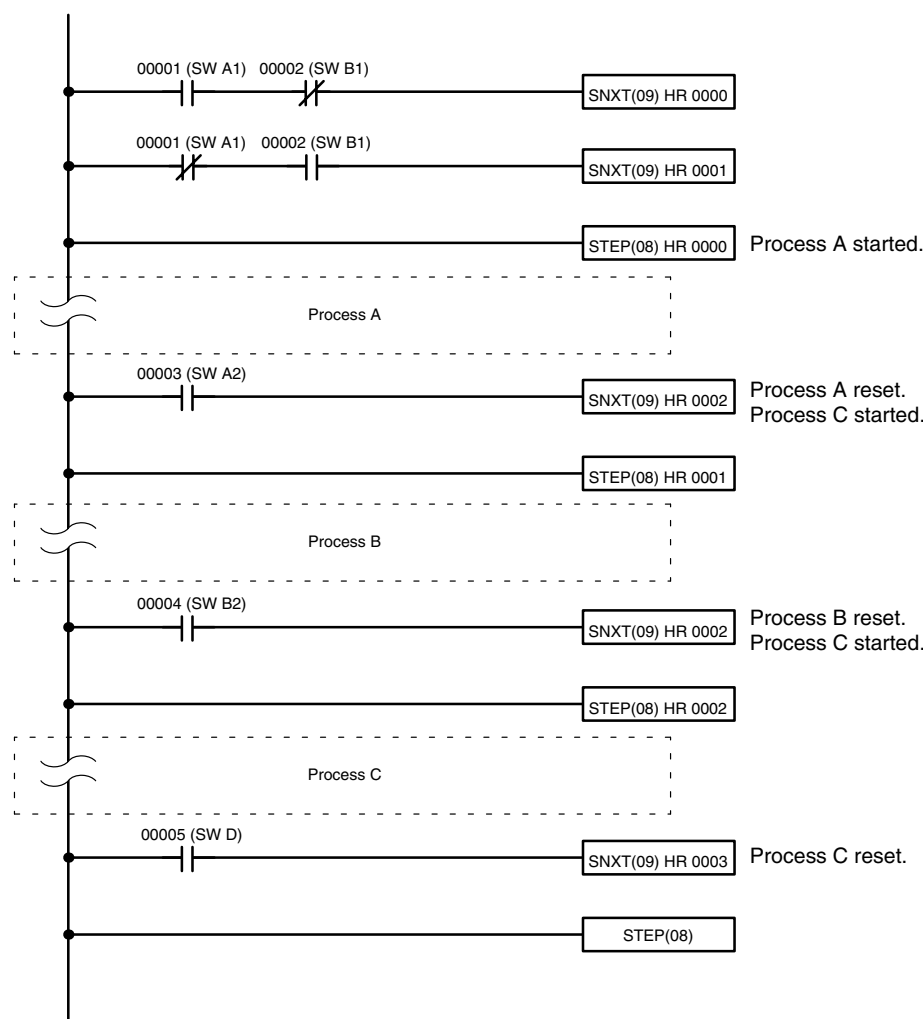 00001 (SW A1) 00002 (SW B1)
SNXT(09) HR 0000
00001 (SW A1) 00002 (SW B1)
SNXT(09) HR 0001
STEP(08) HR 0000 Process A started.
Process A
00003 (SW A2)
SNXT(09) HR 0002 Process A reset.
Process C started.
STEP(08) HR 0001
Process B
00004 (SW B2)
SNXT(09) HR 0002 Process B reset.
Process C started.
STEP(08) HR 0002
Process C
00005 (SW D)
SNXT(09) HR 0003 Process C reset.
STEP(08)